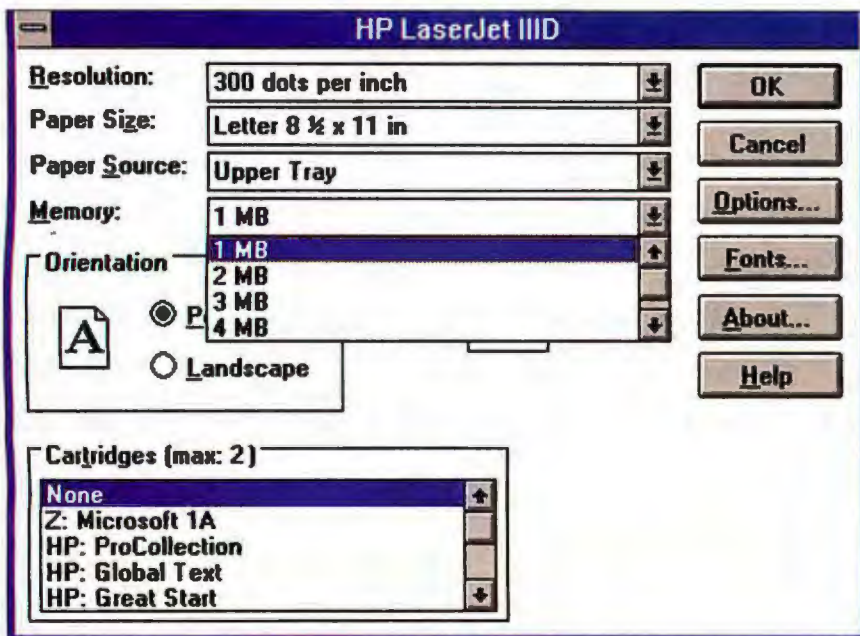 HP LaserJet IIID
Resolution: 300 dots per inch OK
Paper Size: Letter 8 ½ x 11 in Cancel
Paper Source: Upper Tray
Memory: 1 MB Options...
1 MB
2 MB
3 MB
4 MB
Orientation Fonts...
About...
Landscape
Help
A
Cartridges (max: 2)
None
Z: Microsoft 1A
HP: ProCollection
HP: Global Text
HP: Great Start